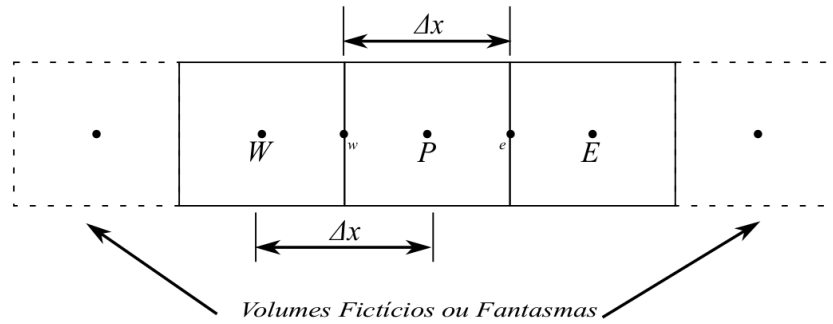 Δx
W w P e E
Δx
Volumes Fictícios ou Fantasmas